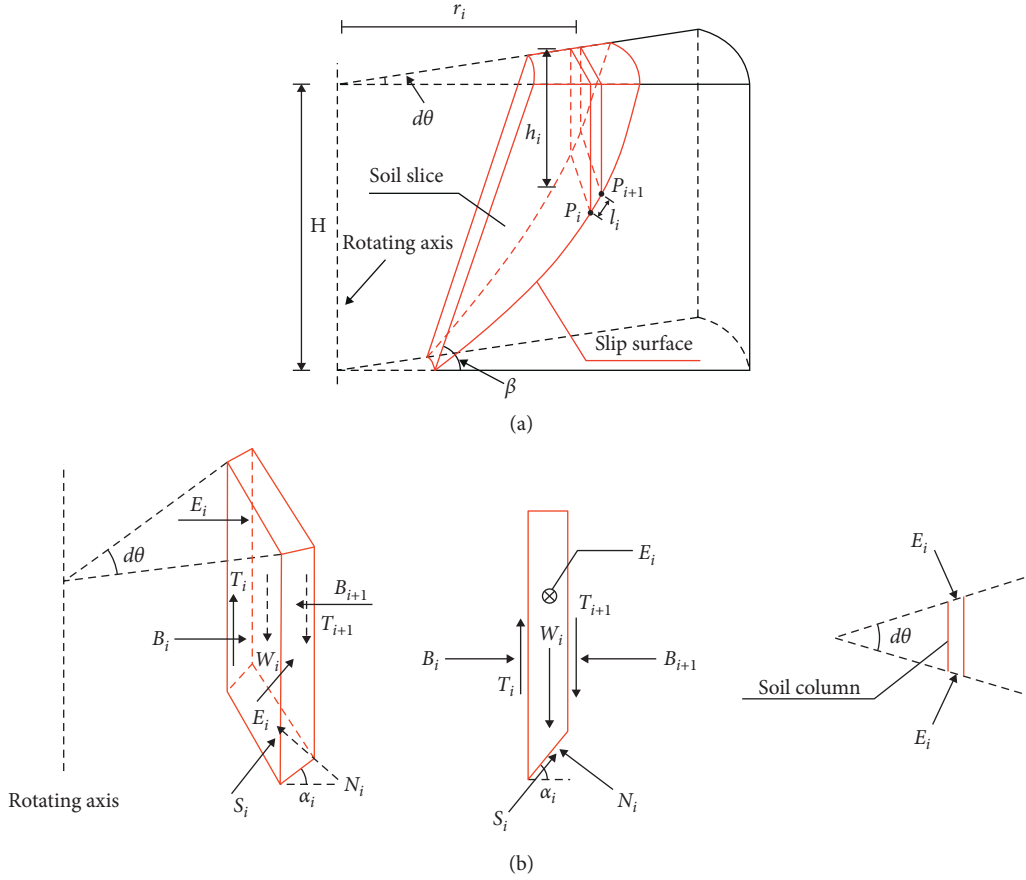 r_i
dθ
h_i
Soil slice
P_{i+1}
P_i
l_i
H
Rotating axis
Slip surface
β
(a)
E_i
dθ
T_i
B_{i+1}
T_{i+1}
B_i
W_i
E_i
S_i
α_i
N_i
Rotating axis
E_i
T_{i+1}
W_i
B_i
B_{i+1}
T_i
S_i
α_i
N_i
E_i
dθ
Soil column
E_i
(b)